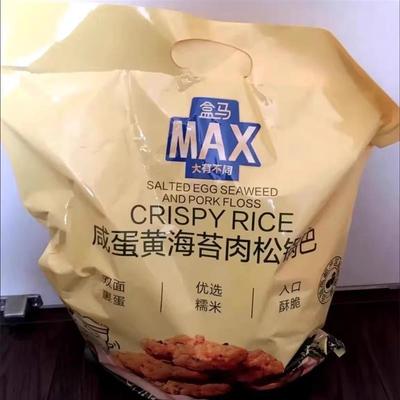 盒马
MAX
大有不同
SALTED EGG SEAWEED
AND PORK FLOSS
CRISPY RICE
咸蛋黄海苔肉松锅巴
双面 优选 入口
裹蛋 糯米 酥脆